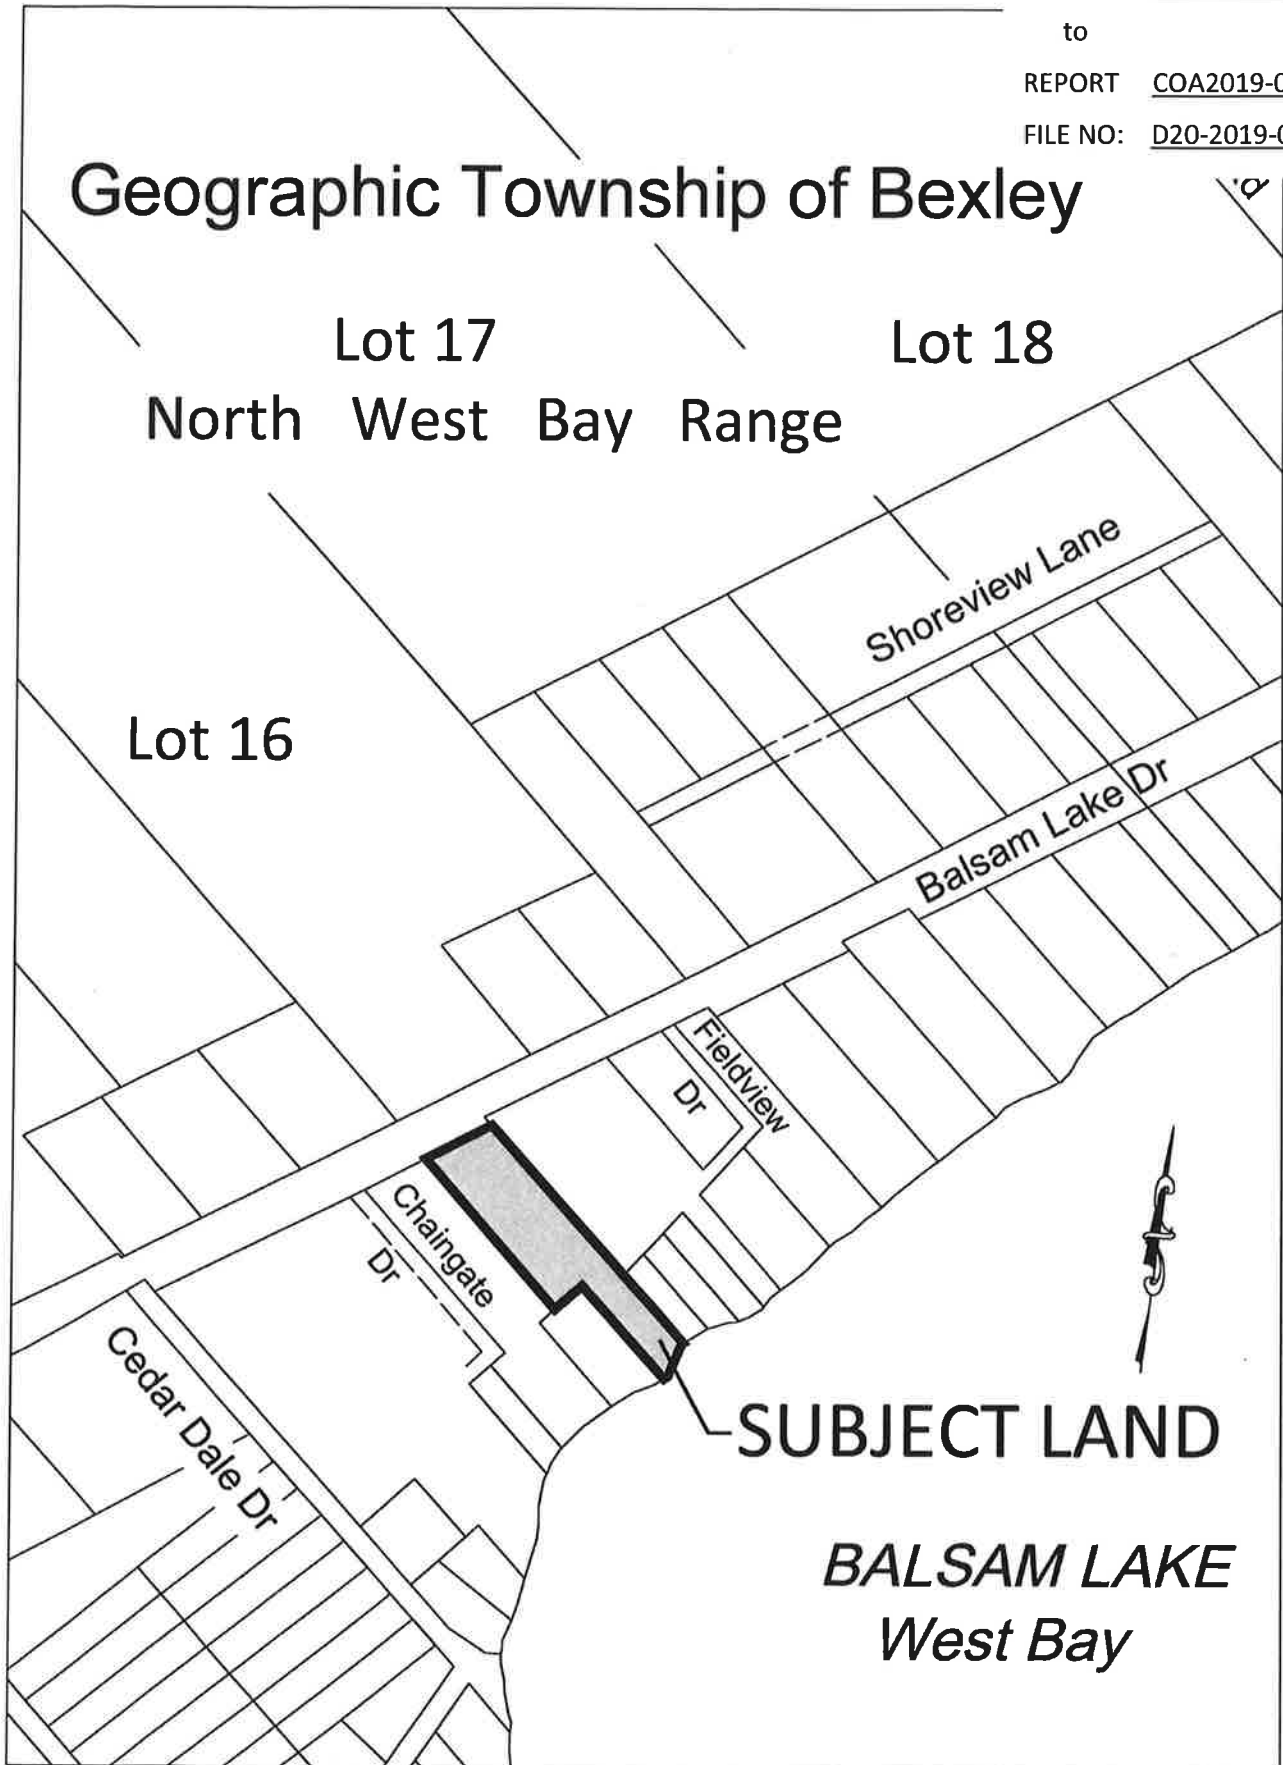 to
REPORT COA2019-0
FILE NO: D20-2019-0
Geographic Township of Bexley
Lot 17
Lot 18
North West Bay Range
Shoreview Lane
Lot 16
Balsam Lake Dr
Fieldview
Dr
Chaingate
Dr
Cedar Dale Dr
SUBJECT LAND
BALSAM LAKE
West Bay